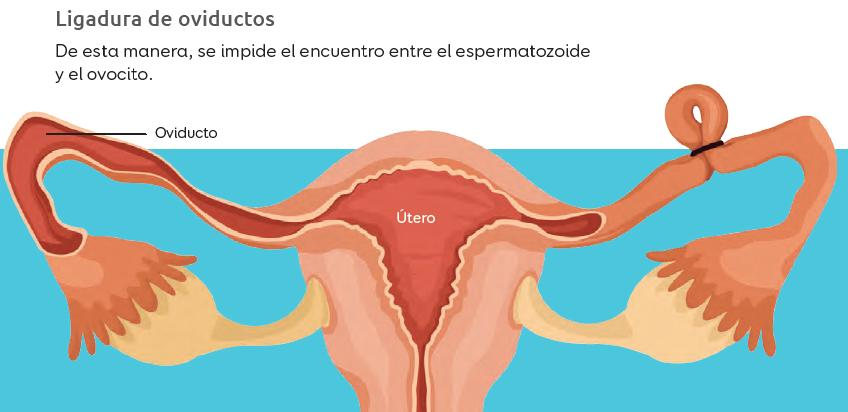 Ligadura de oviductos
De esta manera, se impide el encuentro entre el espermatozoide
y el ovocito.
Oviducto
Útero